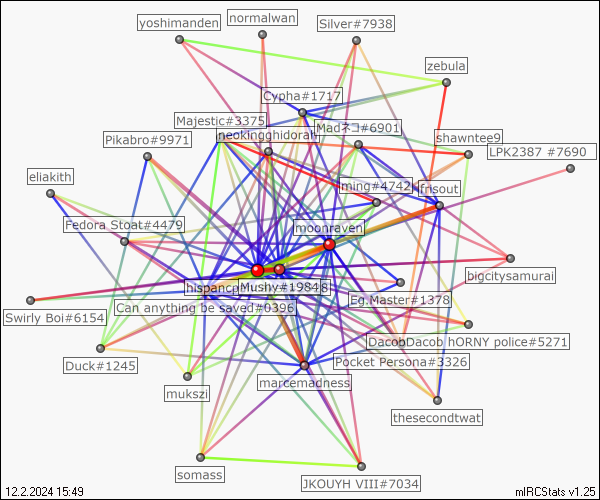 normalwan
yoshimanden
Silver#7938
zebula
Cypha#1717
Majestic#3375
Madネコ#6901
neokingghidorah
shawntee9
Pikabro#9971
LPK2387 #7690
eliakith
ming#4742
frisout
Fedora Stoat#4479
moonraven
bigcitysamurai
Mushy#1984
Eg.Master#1378
Can anything be saved#0396
Swirly Boi#6154
DacobDacob hORNY police#5271
Pocket Persona#3326
Duck#1245
marcemadness
mukszi
thesecondtwat
somass
JKOUYH VIII#7034
12.2.2024 15:49
mIRCStats v1.25